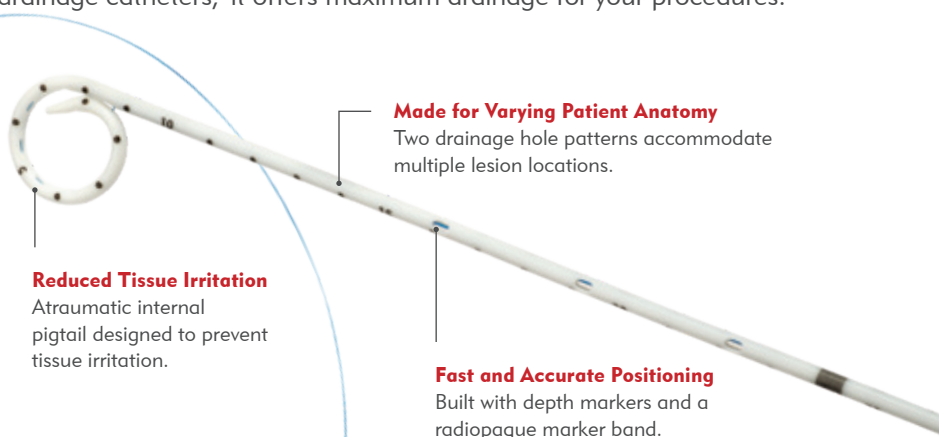 drainage catheters, it offers maximum drainage for your procedures.
Made for Varying Patient Anatomy
Two drainage hole patterns accommodate
multiple lesion locations.
Reduced Tissue Irritation
Atraumatic internal
pigtail designed to prevent
tissue irritation.
Fast and Accurate Positioning
Built with depth markers and a
radiopaque marker band.